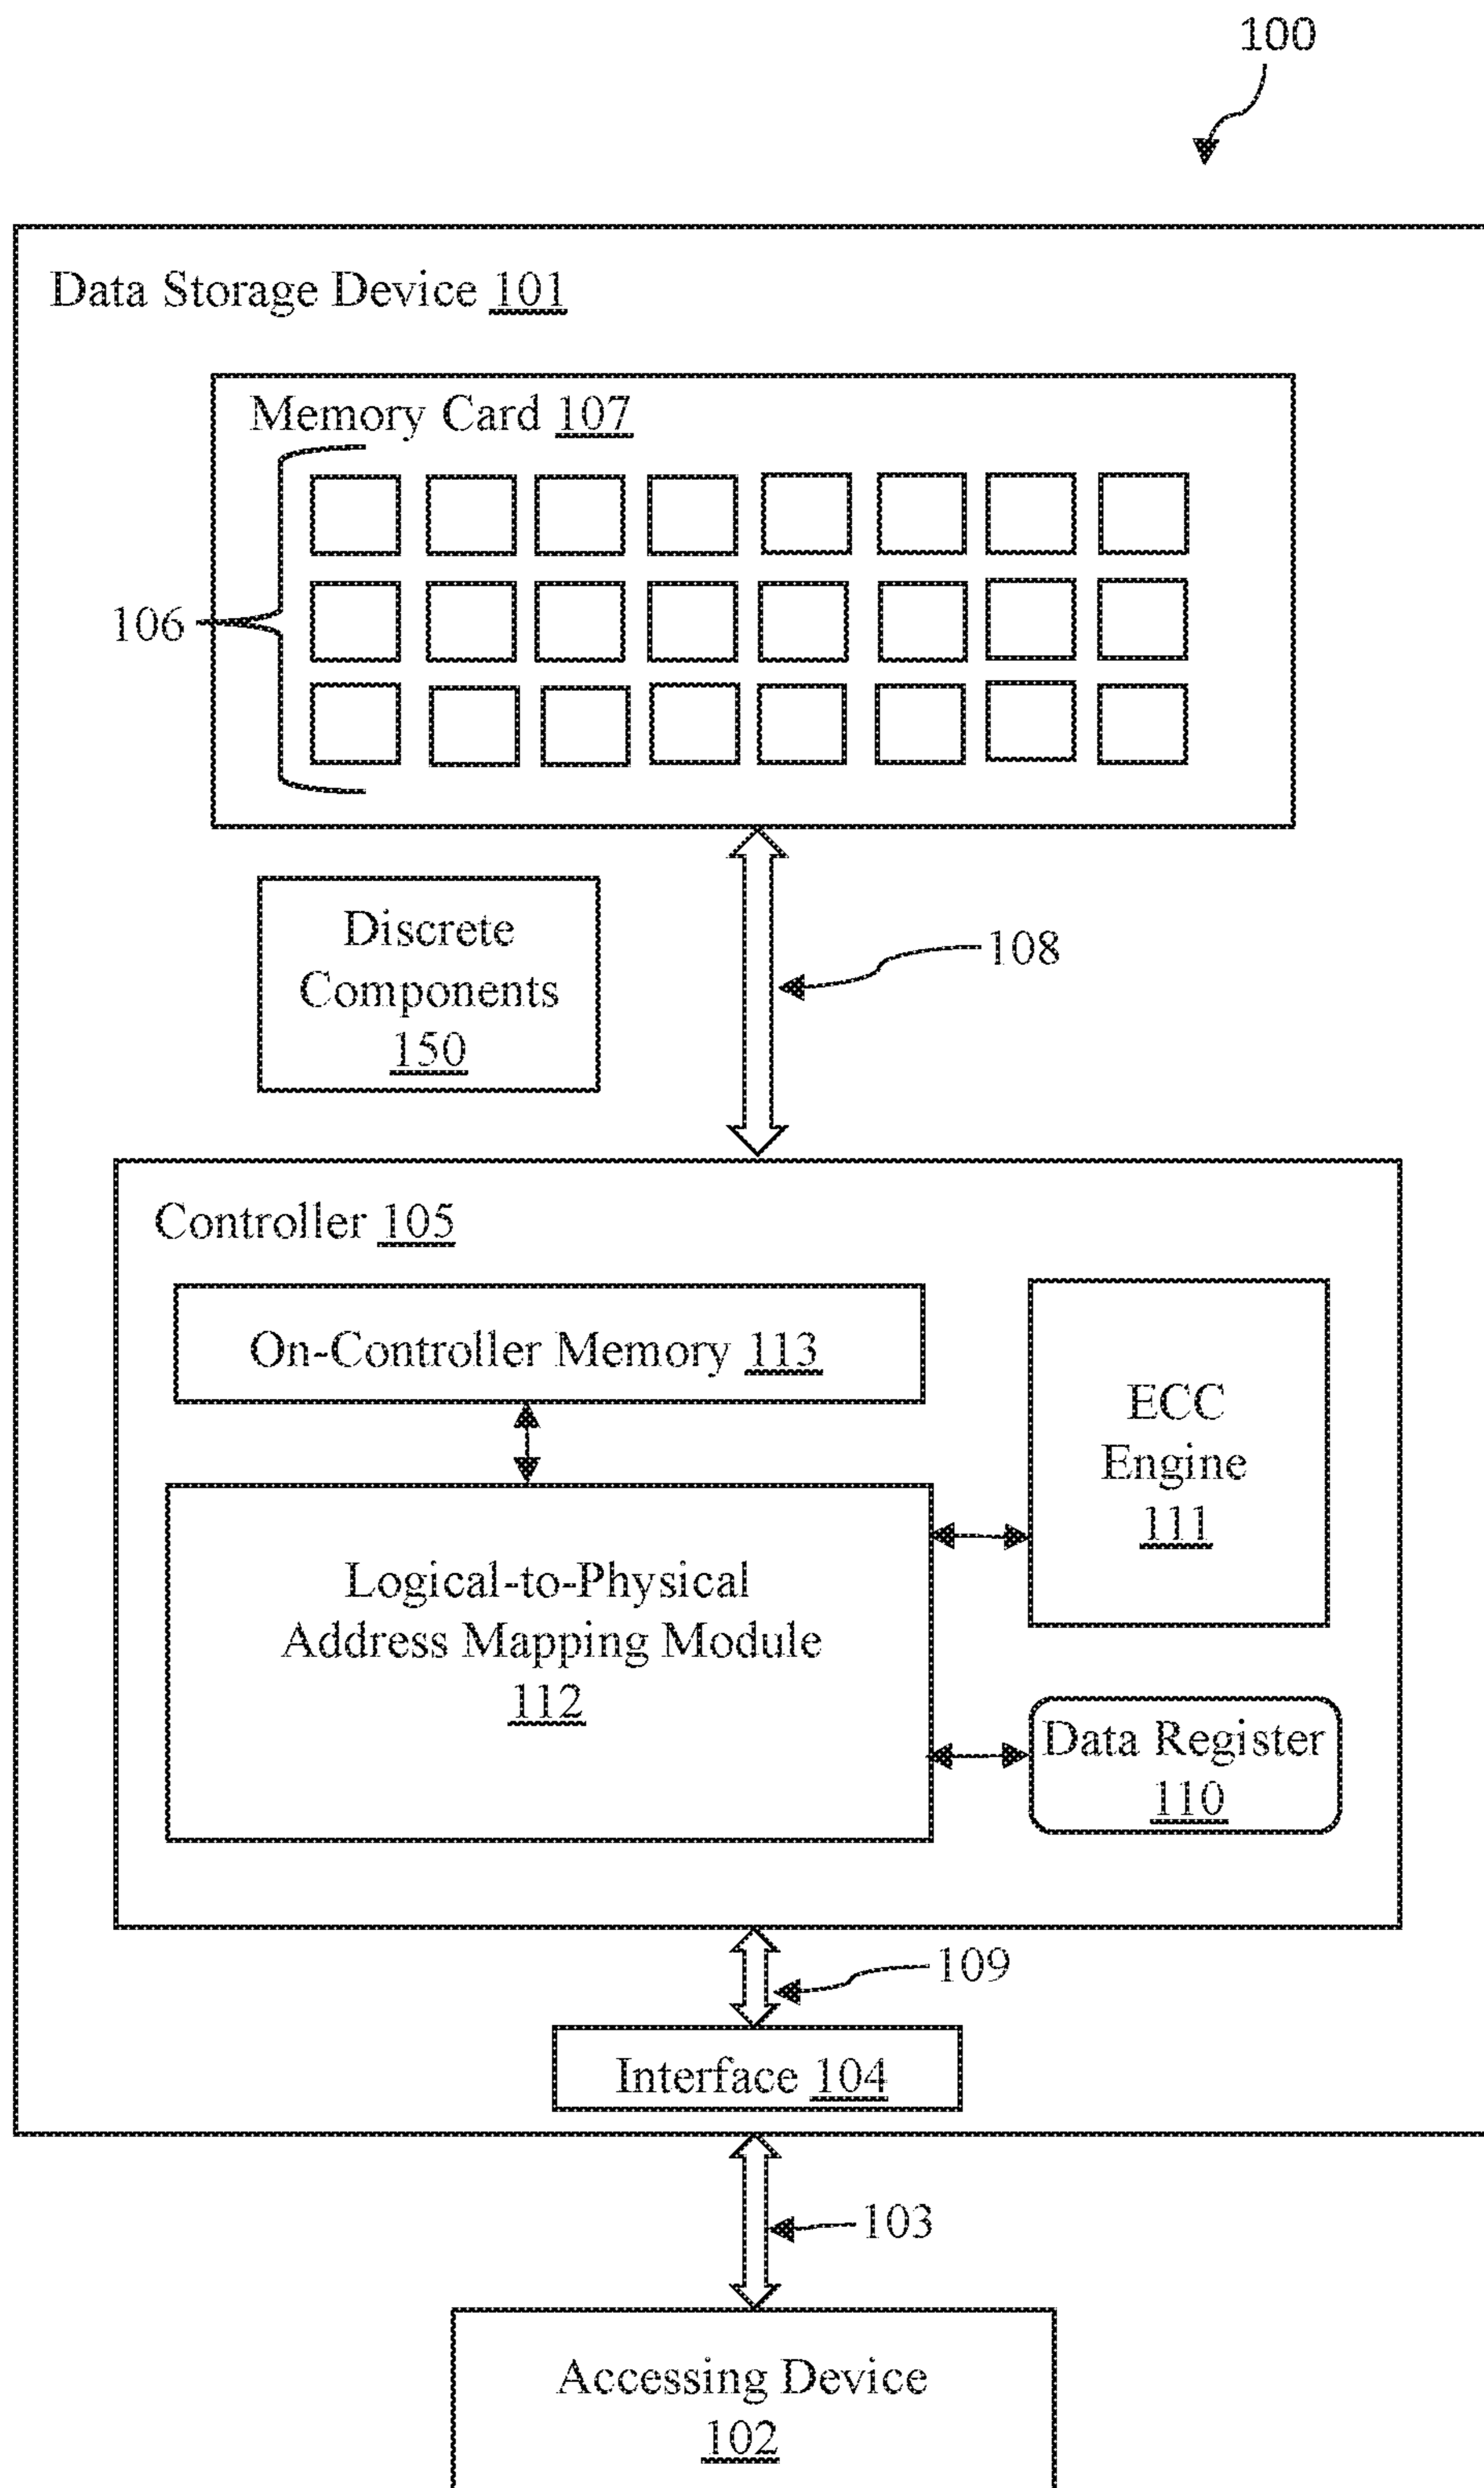 100
Data Storage Device 101
Memory Card 107
106
Discrete
Components
150
108
Controller 105
On-Controller Memory 113
ECC
Engine
111
Logical-to-Physical
Address Mapping Module
112
Data Register
110
109
Interface 104
103
Accessing Device
102